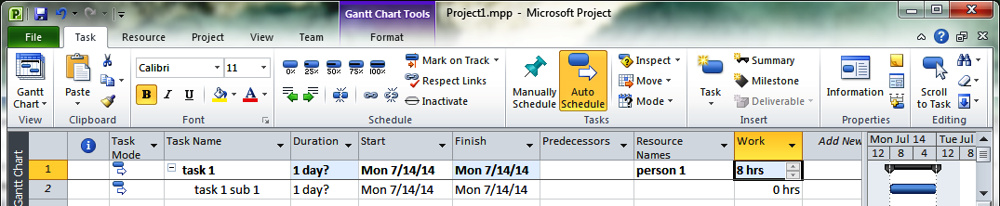 Gantt Chart Tools
Project1.mpp - Microsoft Project
File Task Resource Project View Team Format
Gantt Chart
View
Paste
Clipboard
Calibri 11
B I U A
Font
0% 25% 50% 75% 100%
Mark on Track
Respect Links
Inactivate
Schedule
Manually Schedule
Auto Schedule
Inspect
Move
Mode
Tasks
Task
Summary
Milestone
Deliverable
Insert
Information
Properties
Scroll to Task
Editing
Gantt Chart
Task Mode Task Name Duration Start Finish Predecessors Resource Names Work Add New
Mon Jul 14 Tue Jul
12 8 4 12 8
1 task 1 1 day? Mon 7/14/14 Mon 7/14/14 person 1 8 hrs
2 task 1 sub 1 1 day? Mon 7/14/14 Mon 7/14/14 0 hrs